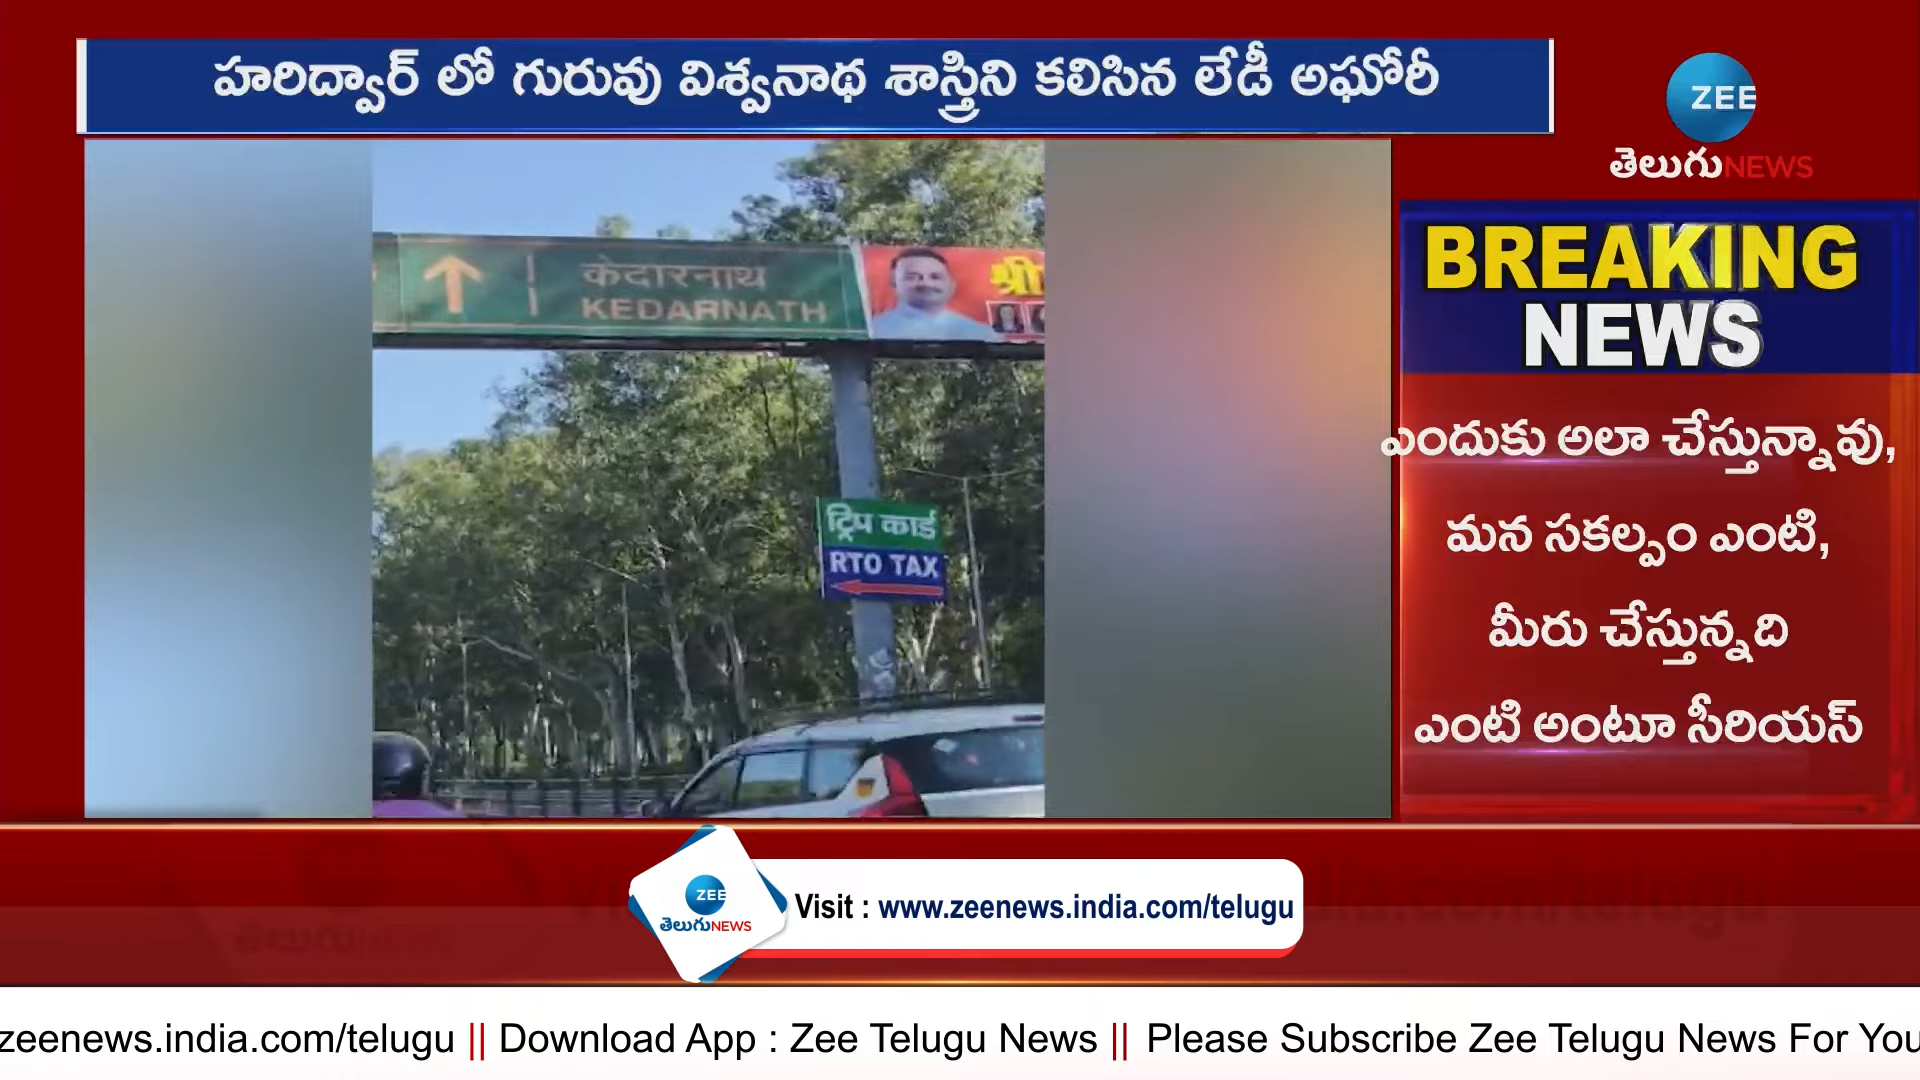 హరిద్వార్ లో గురువు విశ్వనాథ శాస్త్రిని కలిసిన లేడీ అఘోరీ
ZEE
తెలుగు NEWS
केदारनाथ
KEDARNATH
श्री
ट्रिप कार्ड
RTO TAX
BREAKING
NEWS
ఎందుకు అలా చేస్తున్నావు,
మన సకల్పం ఎంటి,
మీరు చేస్తున్నది
ఎంటి అంటూ సీరియస్
ZEE
తెలుగు NEWS
Visit : www.zeenews.india.com/telugu
zeenews.india.com/telugu || Download App : Zee Telugu News || Please Subscribe Zee Telugu News For You